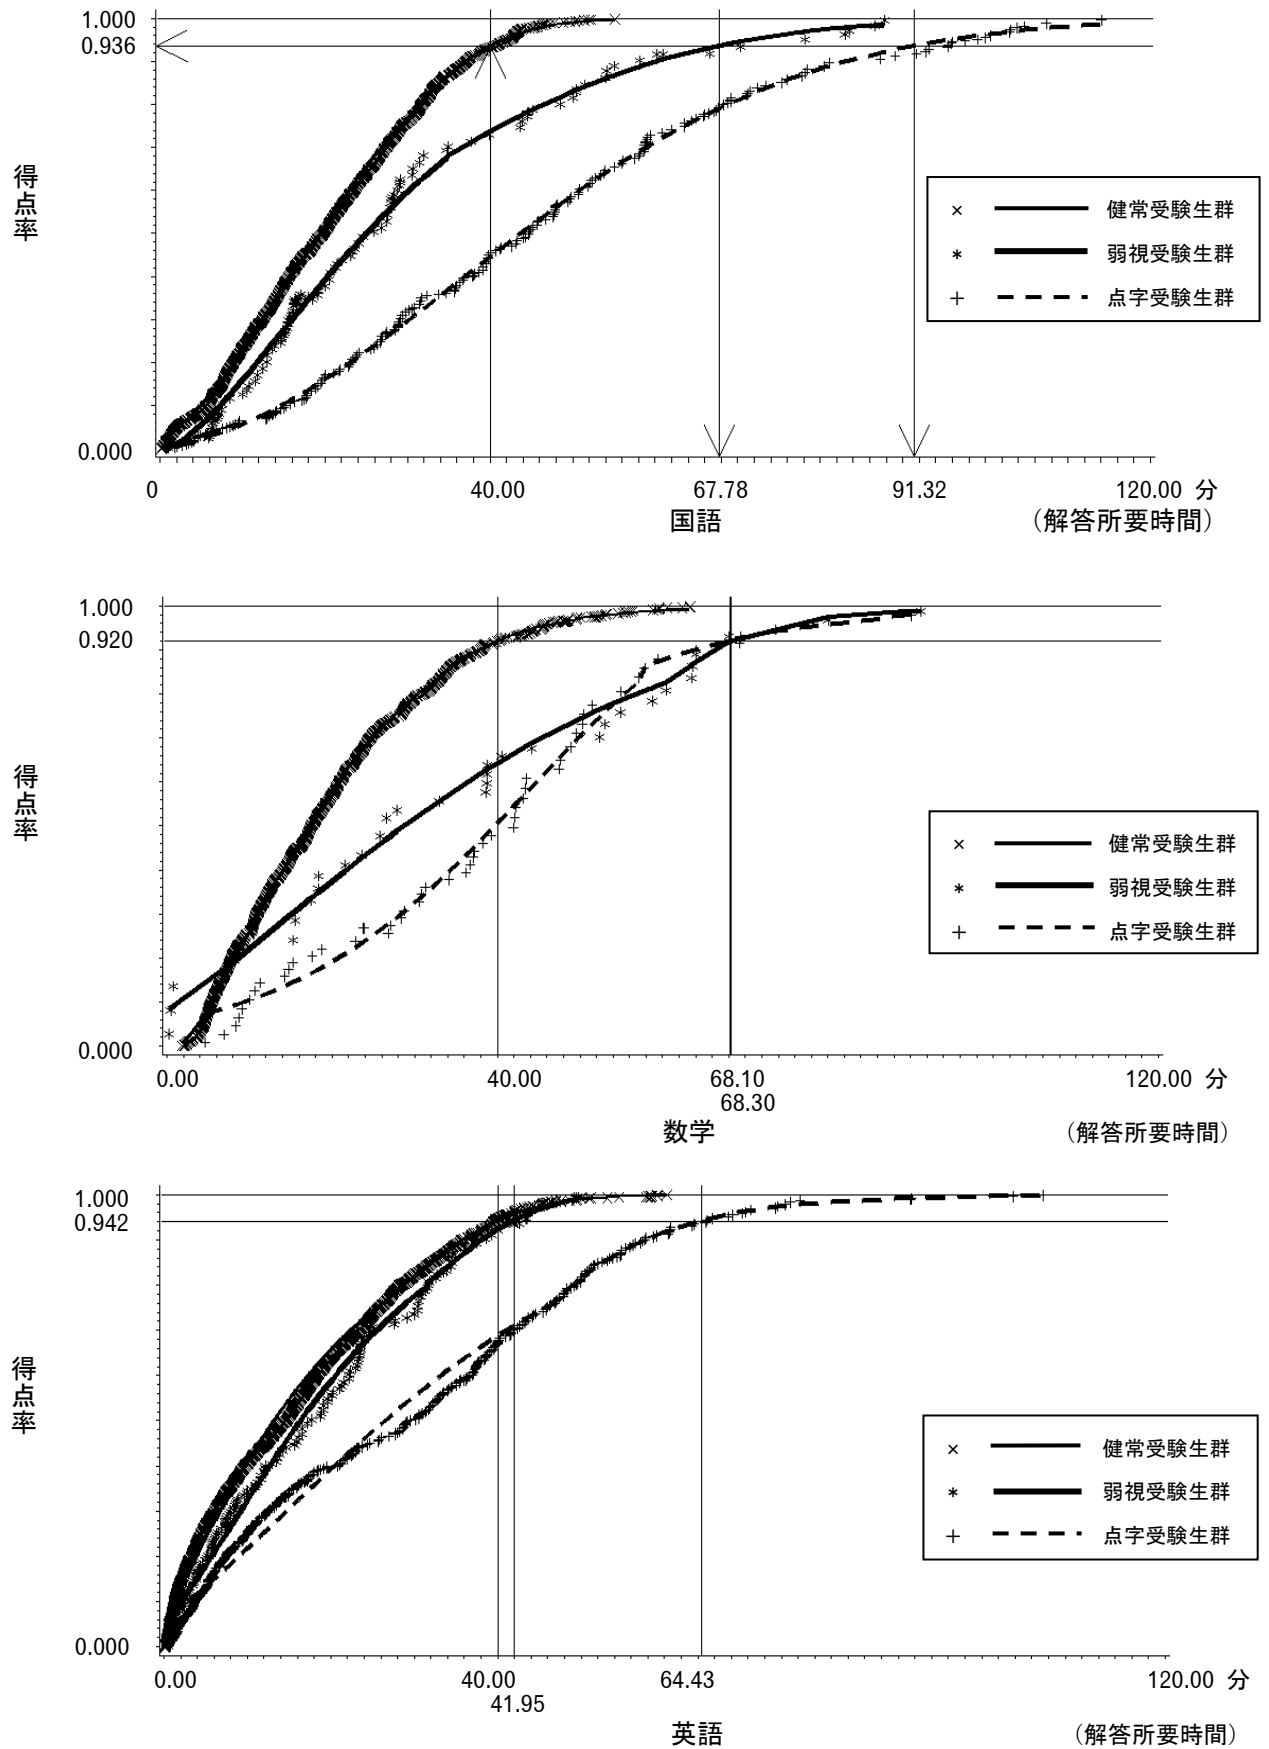 1.000
0.936
得点率
× 健常受験生群
* 弱視受験生群
+ 点字受験生群
0.000
0 40.00 67.78 91.32 120.00 分
国語 （解答所要時間）
1.000
0.920
得点率
× 健常受験生群
* 弱視受験生群
+ 点字受験生群
0.000
0.00 40.00 68.10 120.00 分
68.30
数学 （解答所要時間）
1.000
0.942
得点率
× 健常受験生群
* 弱視受験生群
+ 点字受験生群
0.000
0.00 40.00 64.43 120.00 分
41.95
英語 （解答所要時間）